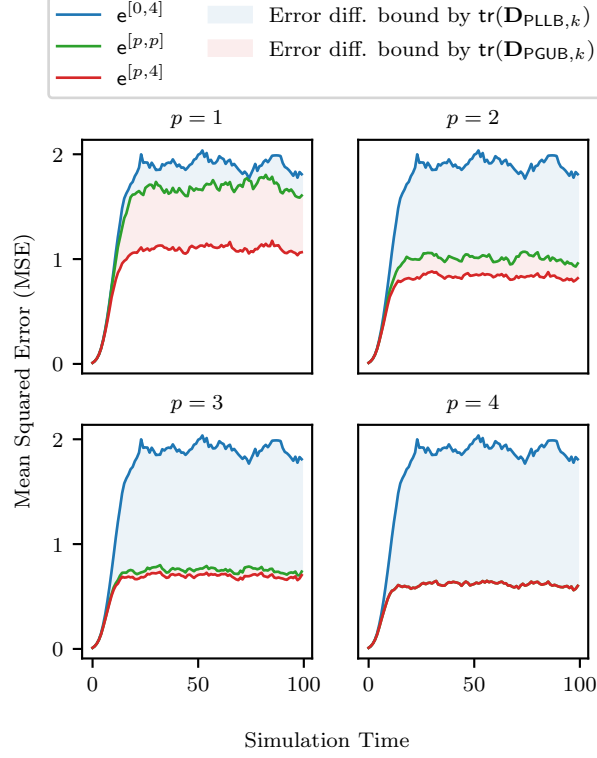 e^{[0,4]} Error diff. bound by tr(D_{PLLB,k})
e^{[p,p]} Error diff. bound by tr(D_{PGUB,k})
e^{[p,4]}
p = 1 p = 2
2
1
0
p = 3 p = 4
2
1
0
0 50 100 0 50 100
Mean Squared Error (MSE)
Simulation Time